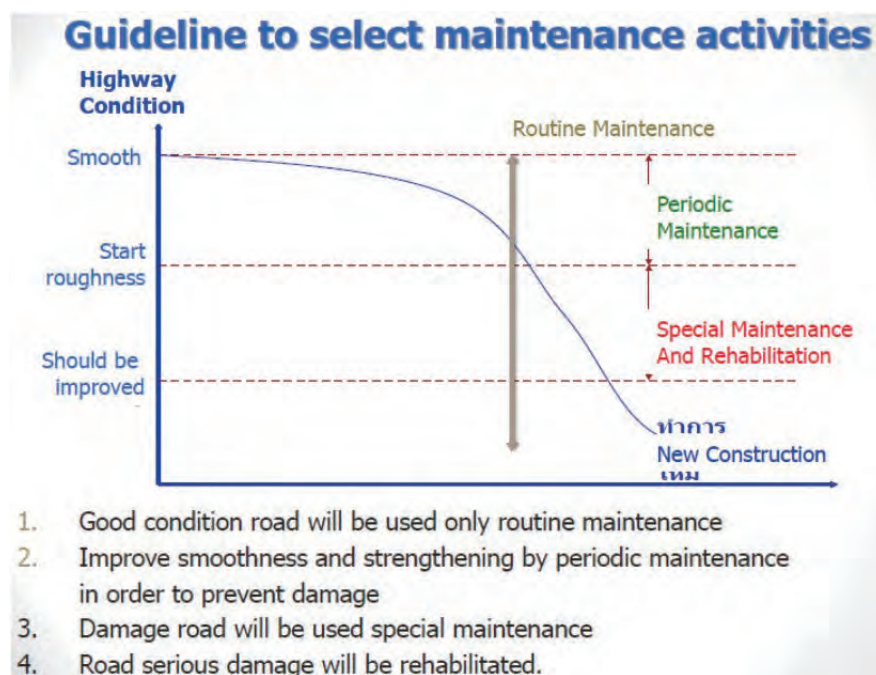 Guideline to select maintenance activities
Highway
Condition
Routine Maintenance
Smooth
Periodic
Maintenance
Start
roughness
Special Maintenance
And Rehabilitation
Should be
improved
New Construction
1. Good condition road will be used only routine maintenance
2. Improve smoothness and strengthening by periodic maintenance
in order to prevent damage
3. Damage road will be used special maintenance
4. Road serious damage will be rehabilitated.